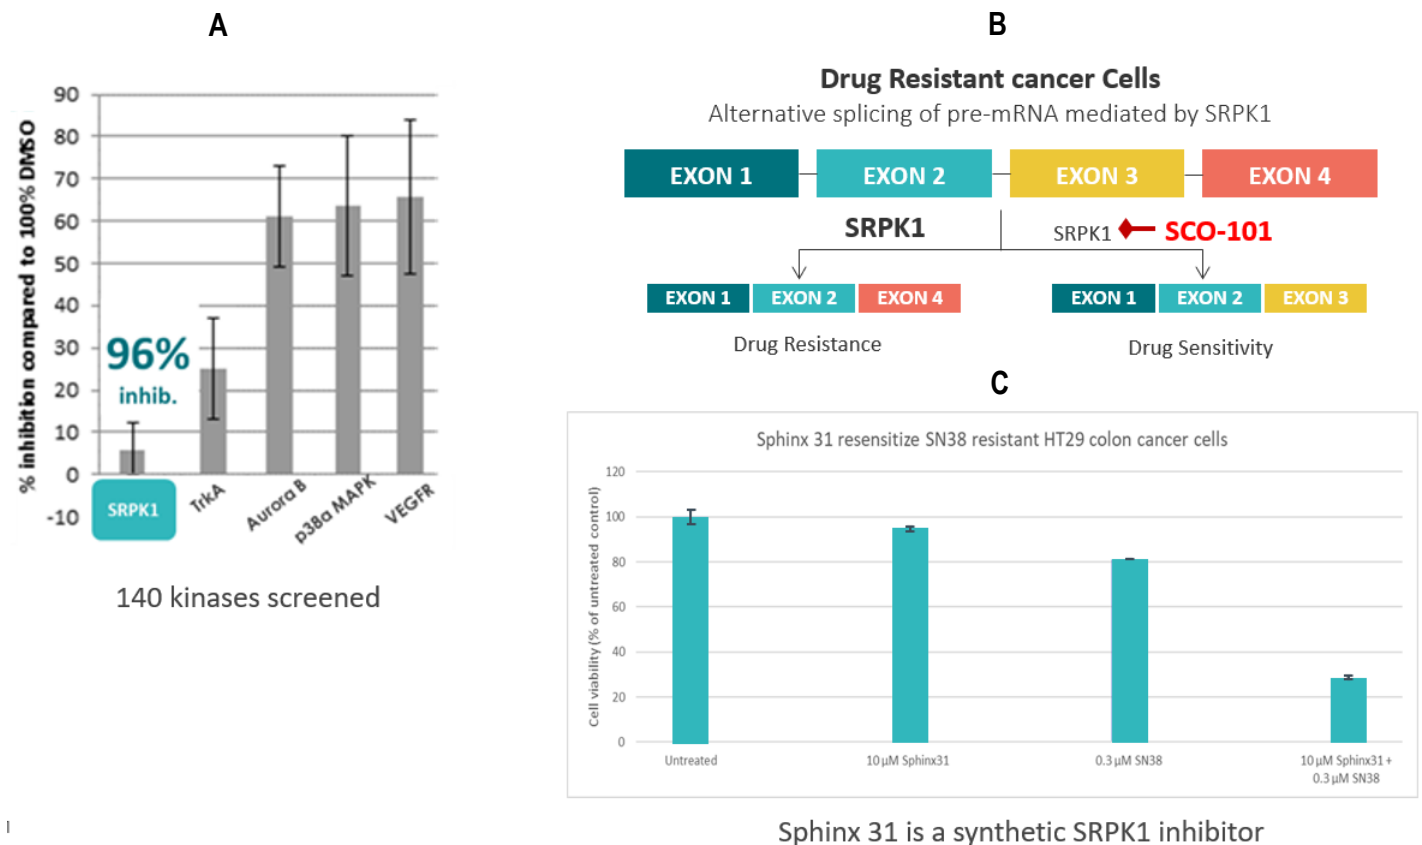 A
% inhibition compared to 100% DMSO
90
80
70
60
50
40
30
20
10
0
-10
96%
inhib.
SRPK1
TrkA
Aurora B
p38α MAPK
VEGFR
140 kinases screened
B
Drug Resistant cancer Cells
Alternative splicing of pre-mRNA mediated by SRPK1
EXON 1 EXON 2 EXON 3 EXON 4
SRPK1
SRPK1 SCO-101
EXON 1 EXON 2 EXON 4
EXON 1 EXON 2 EXON 3
Drug Resistance
Drug Sensitivity
C
Sphinx 31 resensitize SN38 resistant HT29 colon cancer cells
Cell viability (% of untreated control)
120
100
80
60
40
20
0
Untreated
10 µM Sphinx31
0.3 µM SN38
10 µM Sphinx31 +
0.3 µM SN38
Sphinx 31 is a synthetic SRPK1 inhibitor